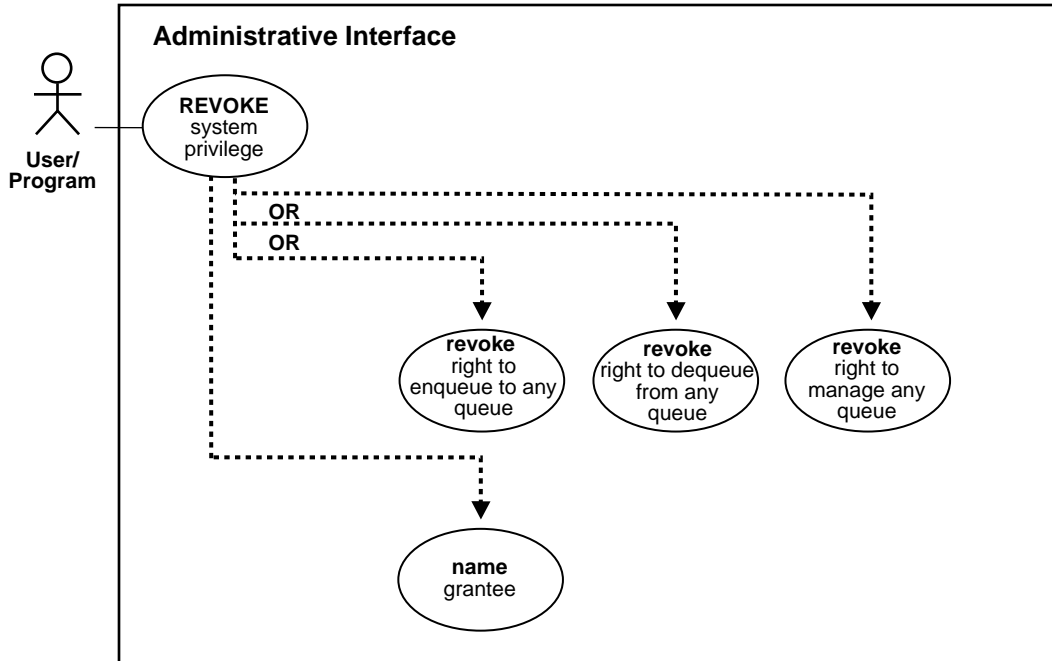 Administrative Interface
User/
Program
REVOKE
system
privilege
OR
OR
revoke
right to
enqueue to any
queue
revoke
right to dequeue
from any
queue
revoke
right to
manage any
queue
name
grantee